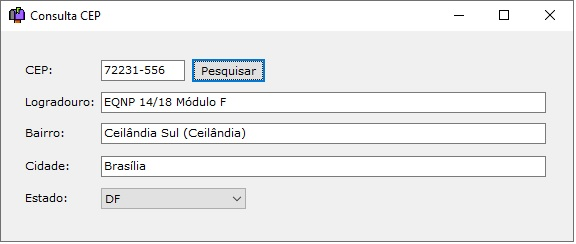 Consulta CEP
CEP: 72231-556 Pesquisar
Logradouro: EQNP 14/18 Módulo F
Bairro: Ceilândia Sul (Ceilândia)
Cidade: Brasília
Estado: DF